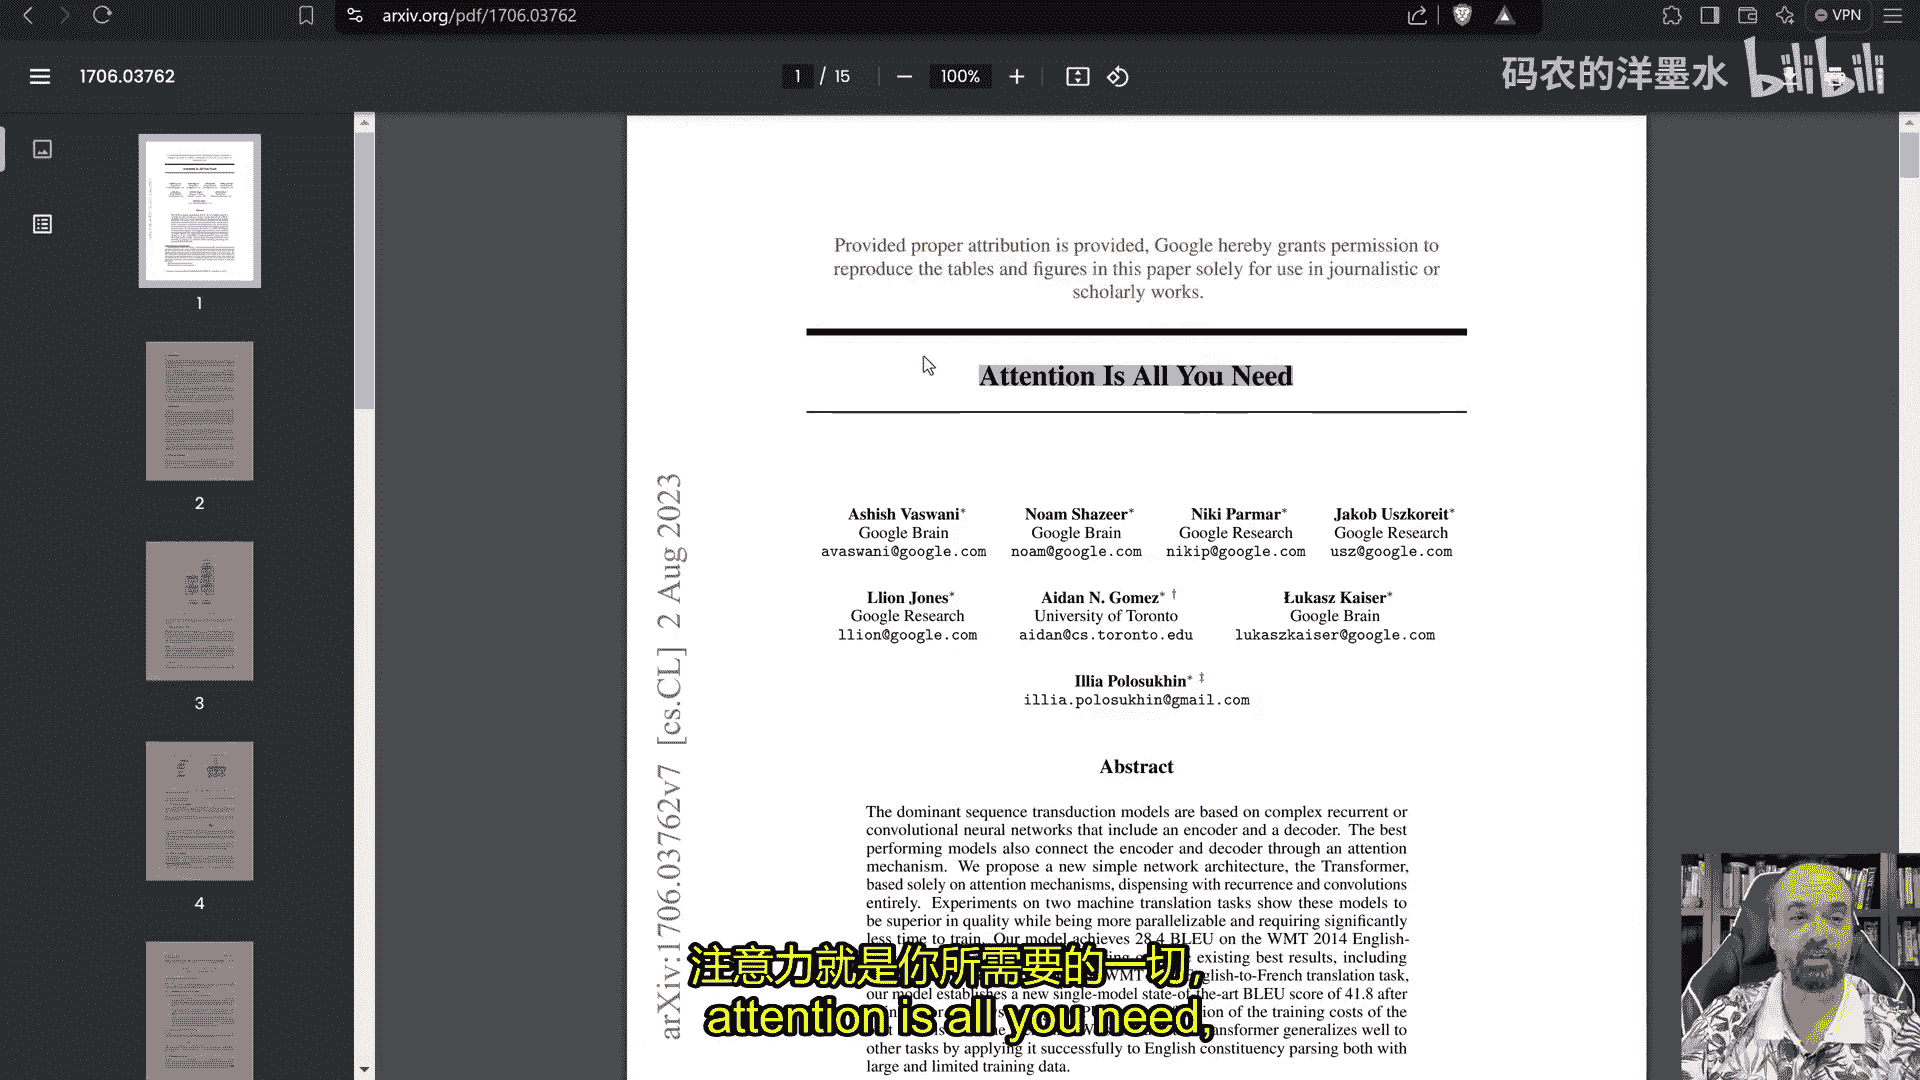 arxiv.org/pdf/1706.03762
VPN
1706.03762
1 / 15
100%
码农的洋墨水 bilibili
1
2
3
4
Provided proper attribution is provided, Google hereby grants permission to
reproduce the tables and figures in this paper solely for use in journalistic or
scholarly works.
Attention Is All You Need
Ashish Vaswani*
Google Brain
avaswani@google.com
Noam Shazeer*
Google Brain
noam@google.com
Niki Parmar*
Google Research
nikip@google.com
Jakob Uszkoreit*
Google Research
usz@google.com
Llion Jones*
Google Research
llion@google.com
Aidan N. Gomez* †
University of Toronto
aidan@cs.toronto.edu
Łukasz Kaiser*
Google Brain
lukaszkaiser@google.com
Illia Polosukhin* ‡
illia.polosukhin@gmail.com
arXiv:1706.03762v7 [cs.CL] 2 Aug 2023
Abstract
The dominant sequence transduction models are based on complex recurrent or
convolutional neural networks that include an encoder and a decoder. The best
performing models also connect the encoder and decoder through an attention
mechanism. We propose a new simple network architecture, the Transformer,
based solely on attention mechanisms, dispensing with recurrence and convolutions
entirely. Experiments on two machine translation tasks show these models to
be superior in quality while being more parallelizable and requiring significantly
less time to train. Our model achieves 28.4 BLEU on the WMT 2014 English-
existing best results, including
WMT English-to-French translation task,
our model establishes a new single-model state-of-the-art BLEU score of 41.8 after
of the training costs of the
Transformer generalizes well to
other tasks by applying it successfully to English constituency parsing both with
large and limited training data.
注意力就是你所需要的一切,
attention is all you need,